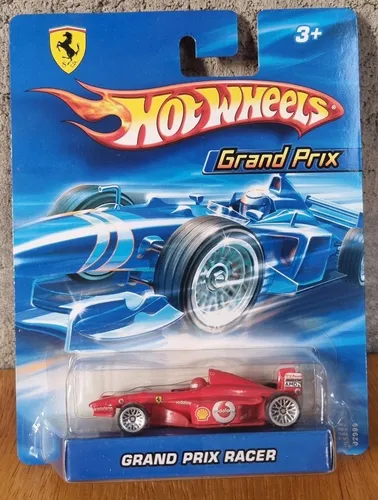 3+
HOT WHEELS
Grand Prix
GRAND PRIX RACER